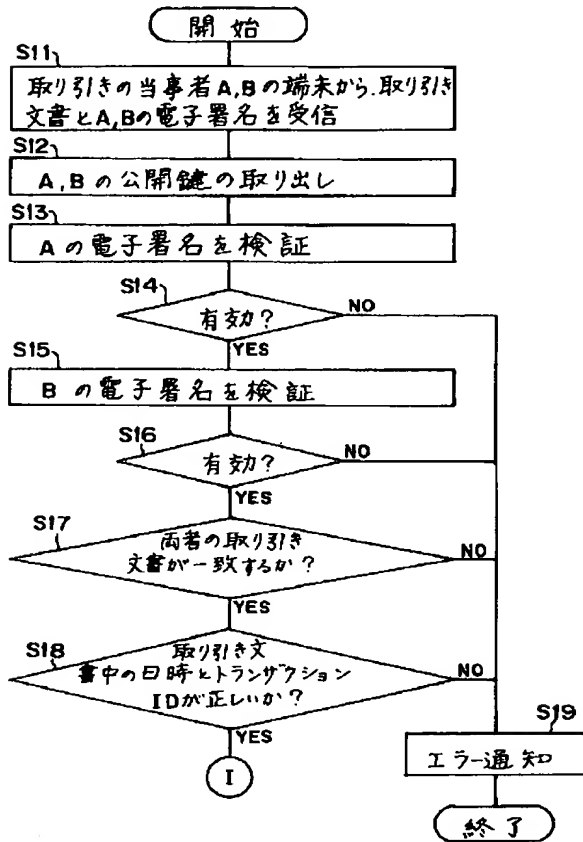 開始
S11
取り引きの当事者A,Bの端末から、取り引き
文書とA,Bの電子署名を受信
S12
A,Bの公開鍵の取り出し
S13
Aの電子署名を検証
S14
有効?
NO
YES
S15
Bの電子署名を検証
S16
有効?
NO
YES
S17
両者の取り引き
文書が一致するか?
NO
YES
S18
取り引き文
書中の日時とトランザクション
IDが正しいか?
NO
YES
I
S19
エラー通知
終了